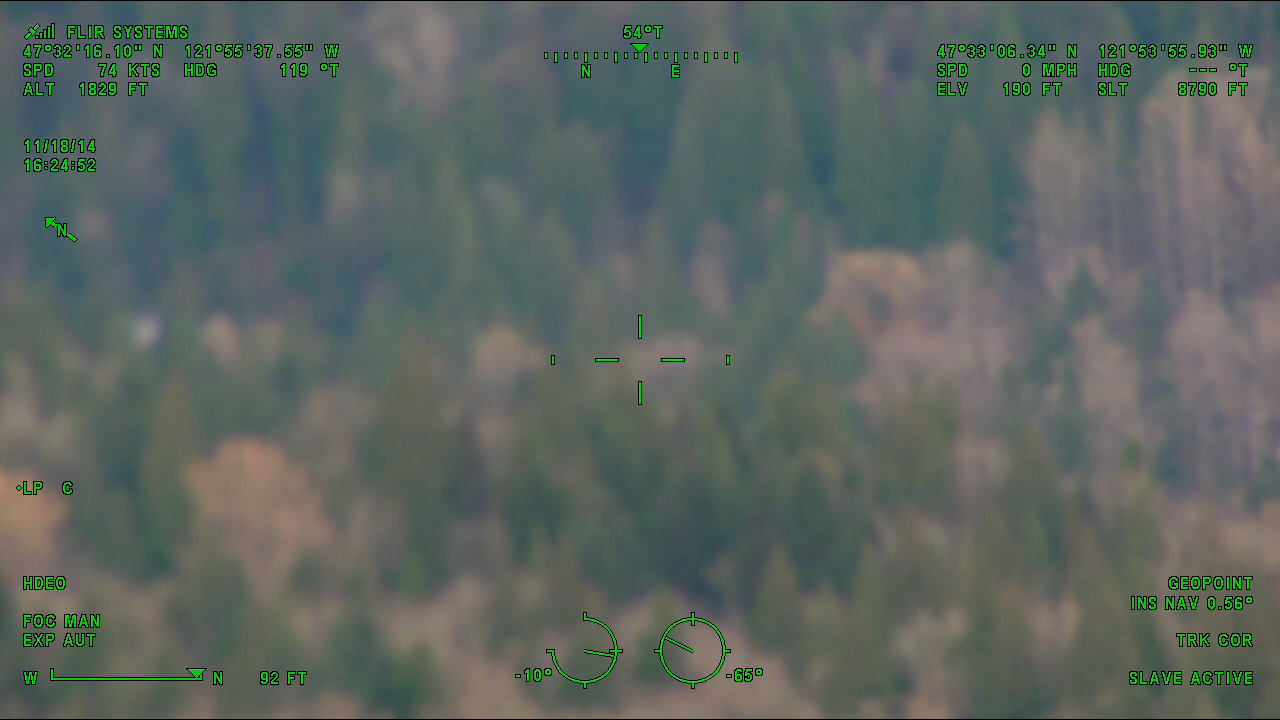 FLIR SYSTEMS
47°32'16.10" N 121°55'37.55" W
SPD 74 KTS HDG 119 °T
ALT 1829 FT
11/18/14
16:24:52
N
54°T
N E
47°33'06.34" N 121°53'55.93" W
SPD 0 MPH HDG --- °T
ELV 190 FT SLT 8790 FT
·LP C
HDEO
FOC MAN
EXP AUT
W N 92 FT
-10° -65°
GEOPOINT
INS NAV 0.56°
TRK COR
SLAVE ACTIVE